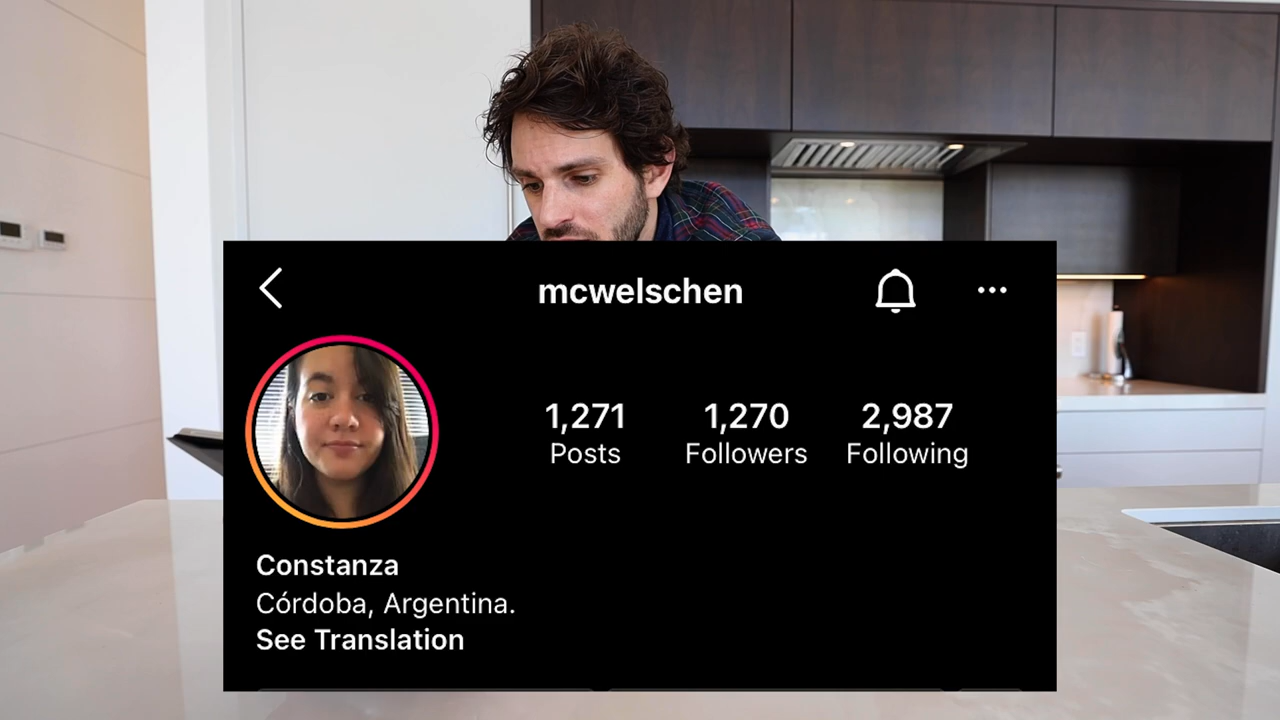 mcwelschen
1,271 1,270 2,987
Posts Followers Following
Constanza
Córdoba, Argentina.
See Translation